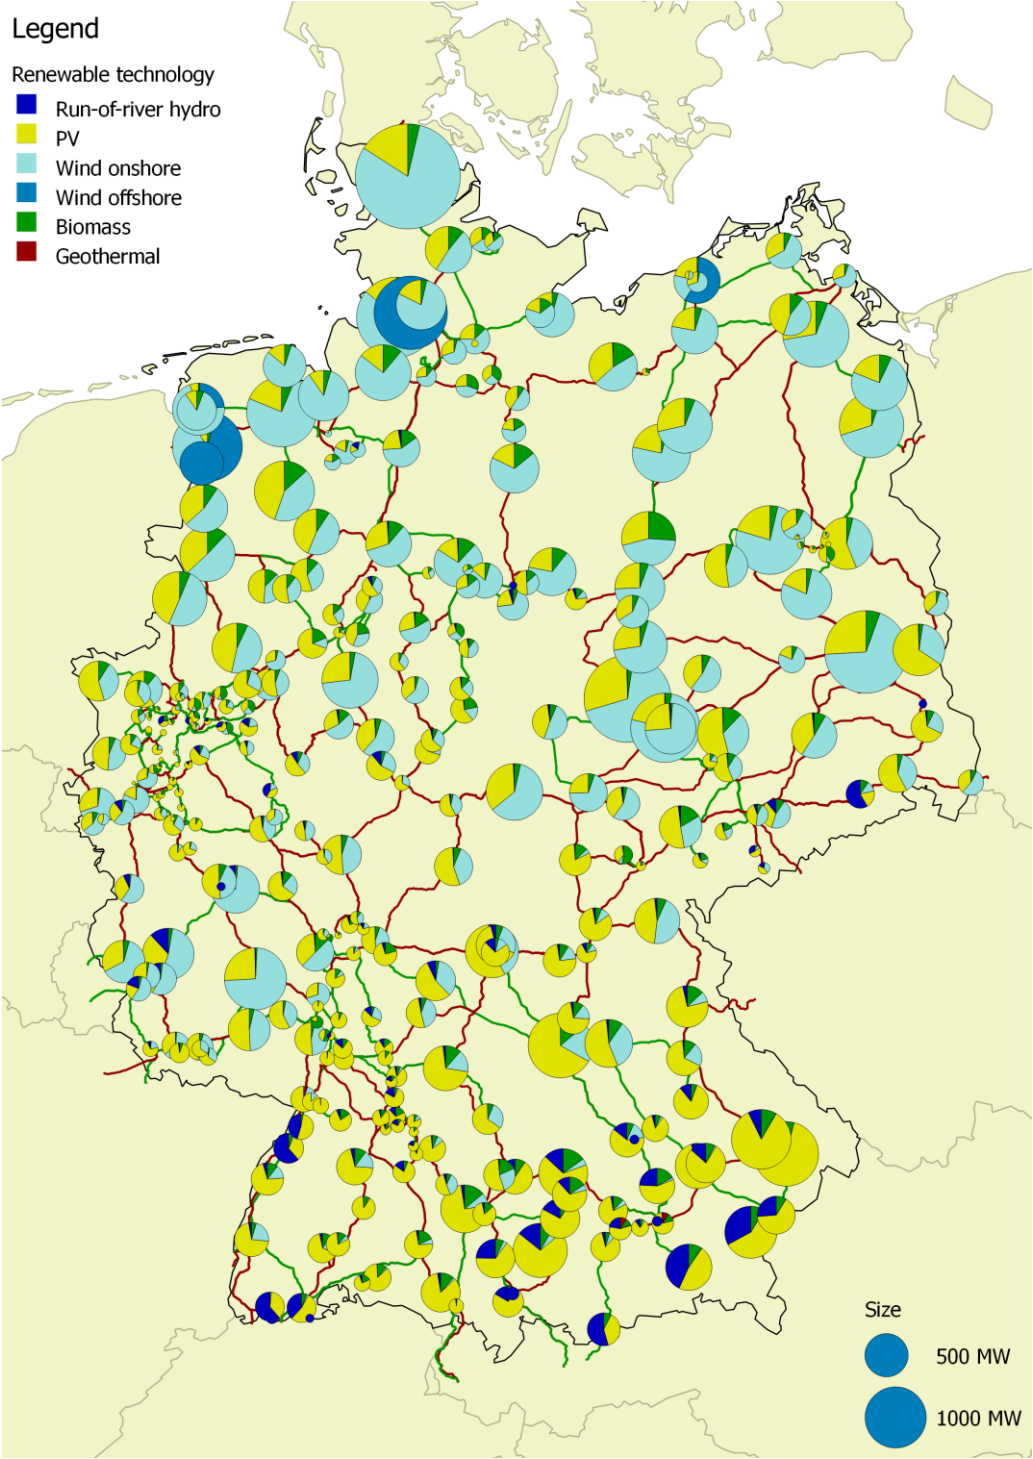 Legend
Renewable technology
Run-of-river hydro
PV
Wind onshore
Wind offshore
Biomass
Geothermal
Size
500 MW
1000 MW